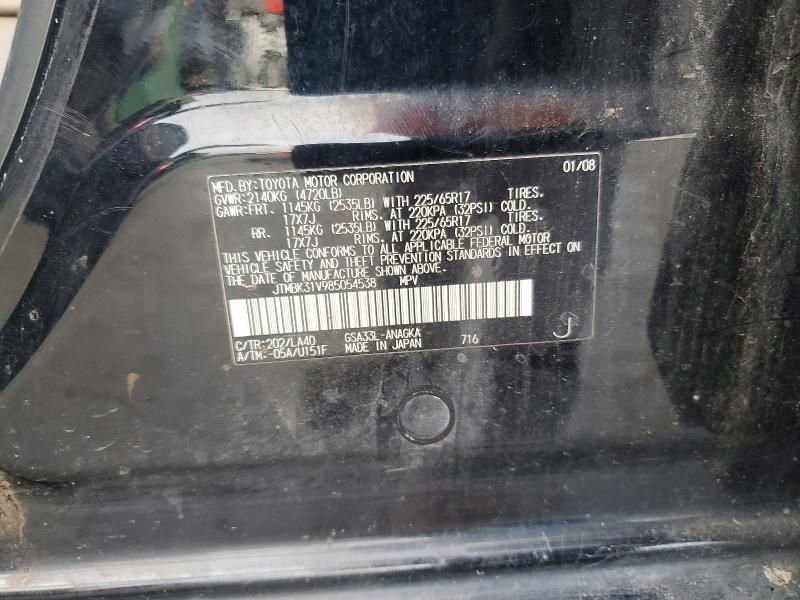 MFD. BY: TOYOTA MOTOR CORPORATION 01/08
GVWR: 2140KG (4720LB)
GAWR: FRT. 1145KG (2535LB) WITH 225/65R17 TIRES.
17X7J RIMS. AT 220KPA (32PSI) COLD.
RR. 1145KG (2535LB) WITH 225/65R17 TIRES.
17X7J RIMS. AT 220KPA (32PSI) COLD.
THIS VEHICLE CONFORMS TO ALL APPLICABLE FEDERAL MOTOR
VEHICLE SAFETY AND THEFT PREVENTION STANDARDS IN EFFECT ON
THE DATE OF MANUFACTURE SHOWN ABOVE.
JTMBK31V985054538 MPV
C/TR: 202/LA40 GSA33L-ANAGKA
A/TM: -05A/U151F MADE IN JAPAN 716 J